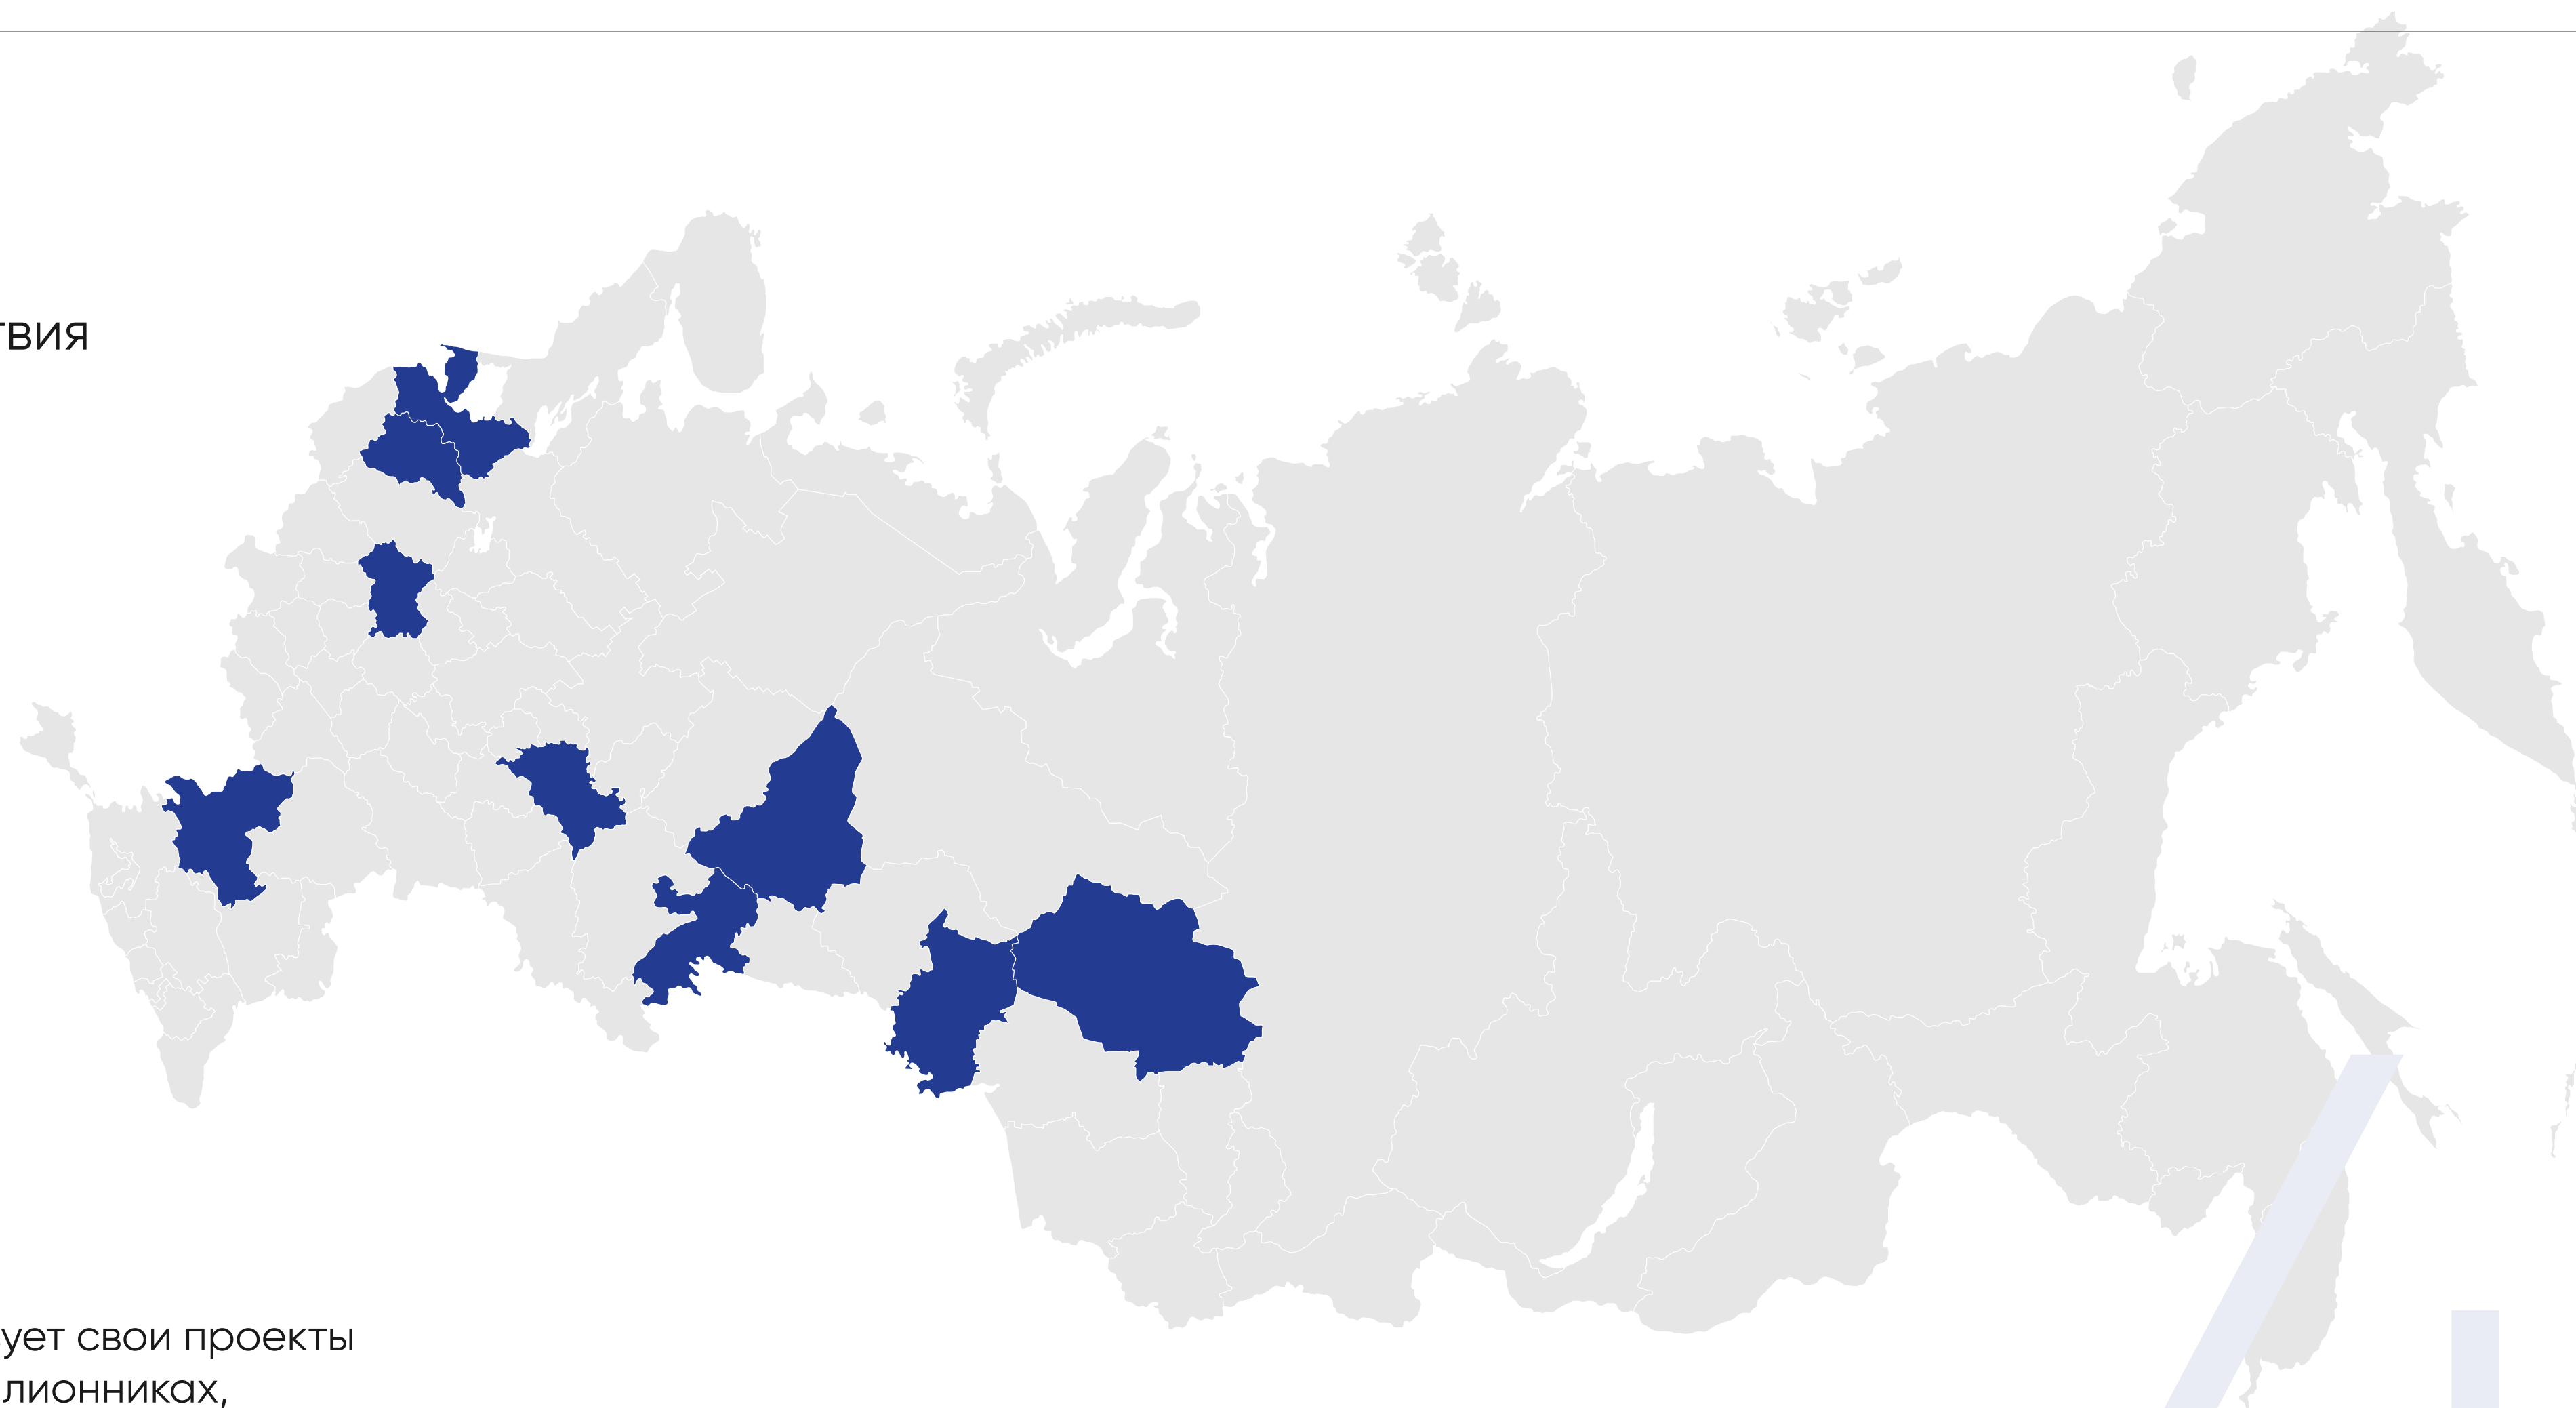 твия
ует свои проекты
лионниках,